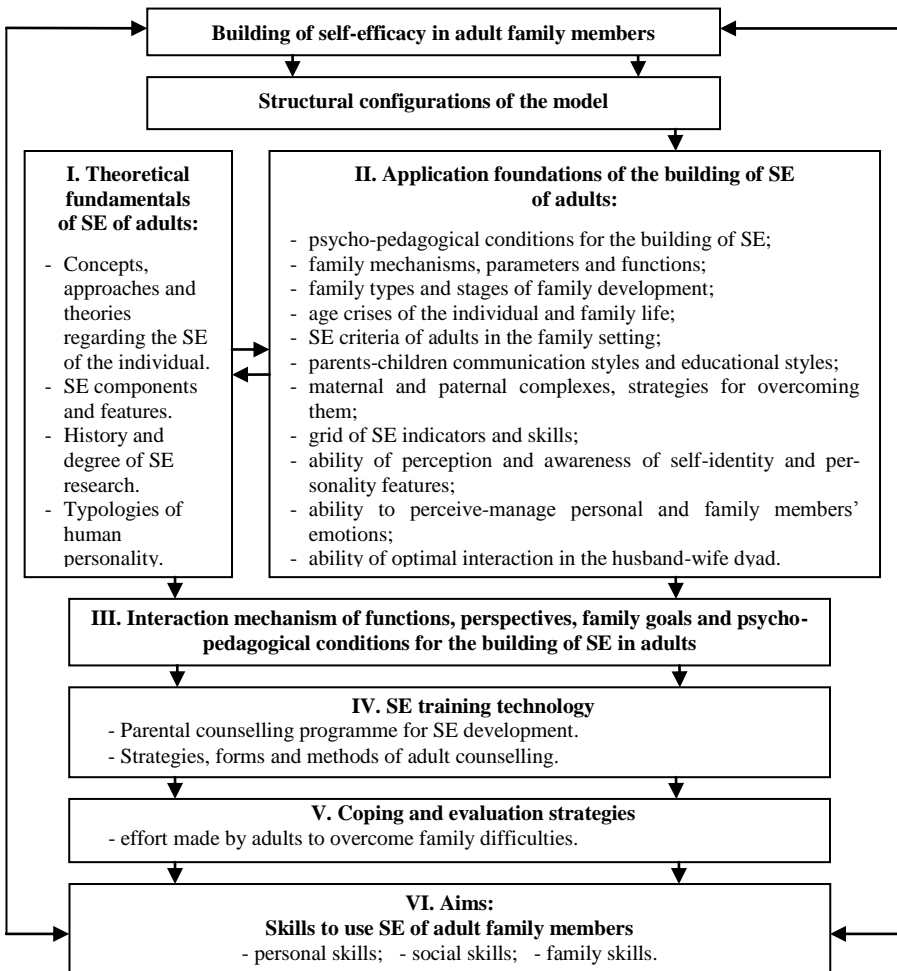 Building of self-efficacy in adult family members
Structural configurations of the model
I. Theoretical
fundamentals
of SE of adults:
- Concepts,
approaches and
theories
regarding the SE
of the individual.
- SE components
and features.
- History and
degree of SE
research.
- Typologies of
human
personality.
II. Application foundations of the building of SE
of adults:
- psycho-pedagogical conditions for the building of SE;
- family mechanisms, parameters and functions;
- family types and stages of family development;
- age crises of the individual and family life;
- SE criteria of adults in the family setting;
- parents-children communication styles and educational styles;
- maternal and paternal complexes, strategies for overcoming
them;
- grid of SE indicators and skills;
- ability of perception and awareness of self-identity and per-
sonality features;
- ability to perceive-manage personal and family members’
emotions;
- ability of optimal interaction in the husband-wife dyad.
III. Interaction mechanism of functions, perspectives, family goals and psycho-
pedagogical conditions for the building of SE in adults
IV. SE training technology
- Parental counselling programme for SE development.
- Strategies, forms and methods of adult counselling.
V. Coping and evaluation strategies
- effort made by adults to overcome family difficulties.
VI. Aims:
Skills to use SE of adult family members
- personal skills; - social skills; - family skills.